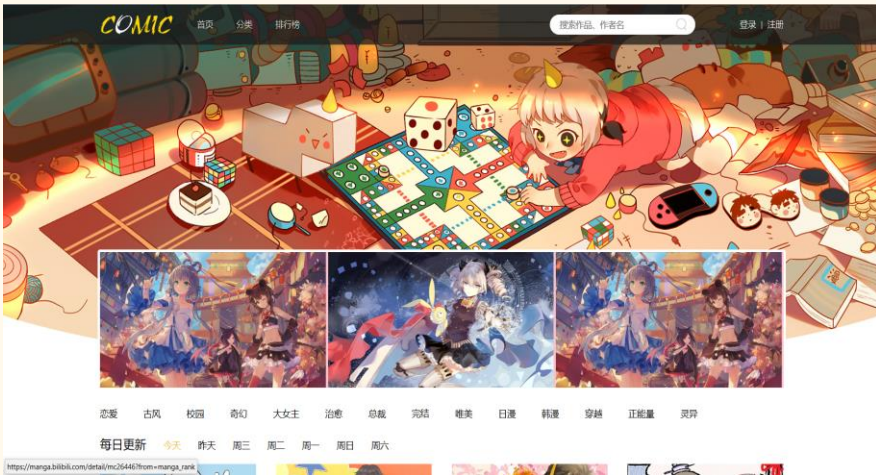 COMIC 首页 分类 排行榜 搜索作品、作者名 登录 | 注册
恋爱 古风 校园 奇幻 大女主 治愈 总裁 完结 唯美 日漫 韩漫 穿越 正能量 灵异
每日更新 今天 昨天 周三 周二 周一 周日 周六
https://manga.bilibili.com/detail/mc26446?from=manga_rank